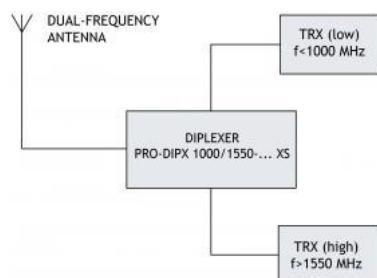 DUAL-FREQUENCY
ANTENNA
TRX (low)
f<1000 MHz
DIPLEXER
PRO-DIPX 1000/1550-... XS
TRX (high)
f>1550 MHz